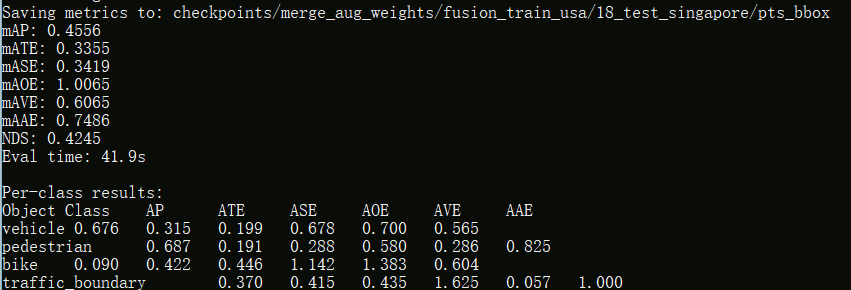 Saving metrics to: checkpoints/merge_aug_weights/fusion_train_usa/18_test_singapore/pts_bbox
mAP: 0.4556
mATE: 0.3355
mASE: 0.3419
mAOE: 1.0065
mAVE: 0.6065
mAAE: 0.7486
NDS: 0.4245
Eval time: 41.9s
Per-class results:
Object Class AP ATE ASE AOE AVE AAE
vehicle 0.676 0.315 0.199 0.678 0.700 0.565
pedestrian 0.687 0.191 0.288 0.580 0.286 0.825
bike 0.090 0.422 0.446 1.142 1.383 0.604
traffic_boundary 0.370 0.415 0.435 1.625 0.057 1.000